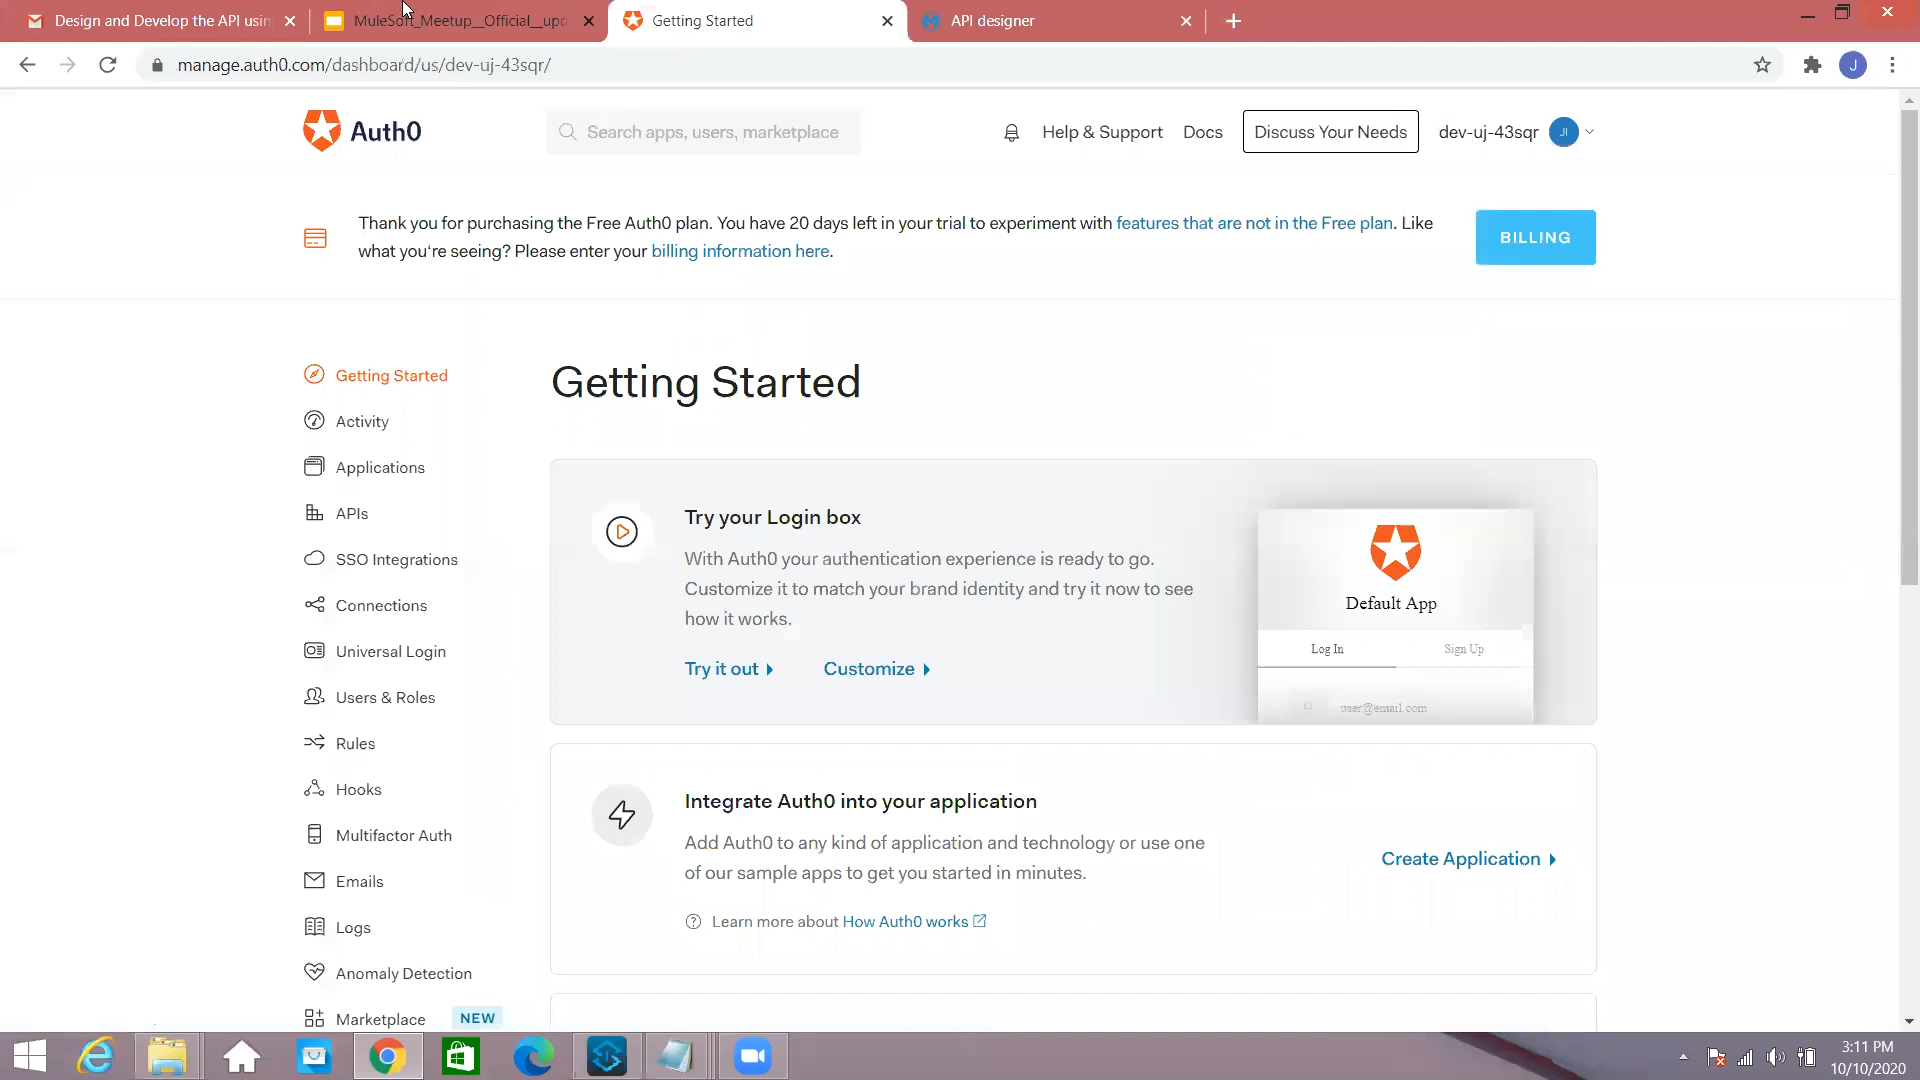 Design and Develop the API usin
MuleSoft_Meetup__Official__upd
Getting Started
API designer
manage.auth0.com/dashboard/us/dev-uj-43sqr/
J
Auth0
Search apps, users, marketplace
Help & Support
Docs
Discuss Your Needs
dev-uj-43sqr
JI
Thank you for purchasing the Free Auth0 plan. You have 20 days left in your trial to experiment with features that are not in the Free plan. Like
what you're seeing? Please enter your billing information here.
BILLING
Getting Started
Activity
Applications
APIs
SSO Integrations
Connections
Universal Login
Users & Roles
Rules
Hooks
Multifactor Auth
Emails
Logs
Anomaly Detection
Marketplace
NEW
Getting Started
Try your Login box
With Auth0 your authentication experience is ready to go.
Customize it to match your brand identity and try it now to see
how it works.
Try it out
Customize
Default App
Log In
Sign Up
user@email.com
Integrate Auth0 into your application
Add Auth0 to any kind of application and technology or use one
of our sample apps to get you started in minutes.
Learn more about How Auth0 works
Create Application
3:11 PM
10/10/2020